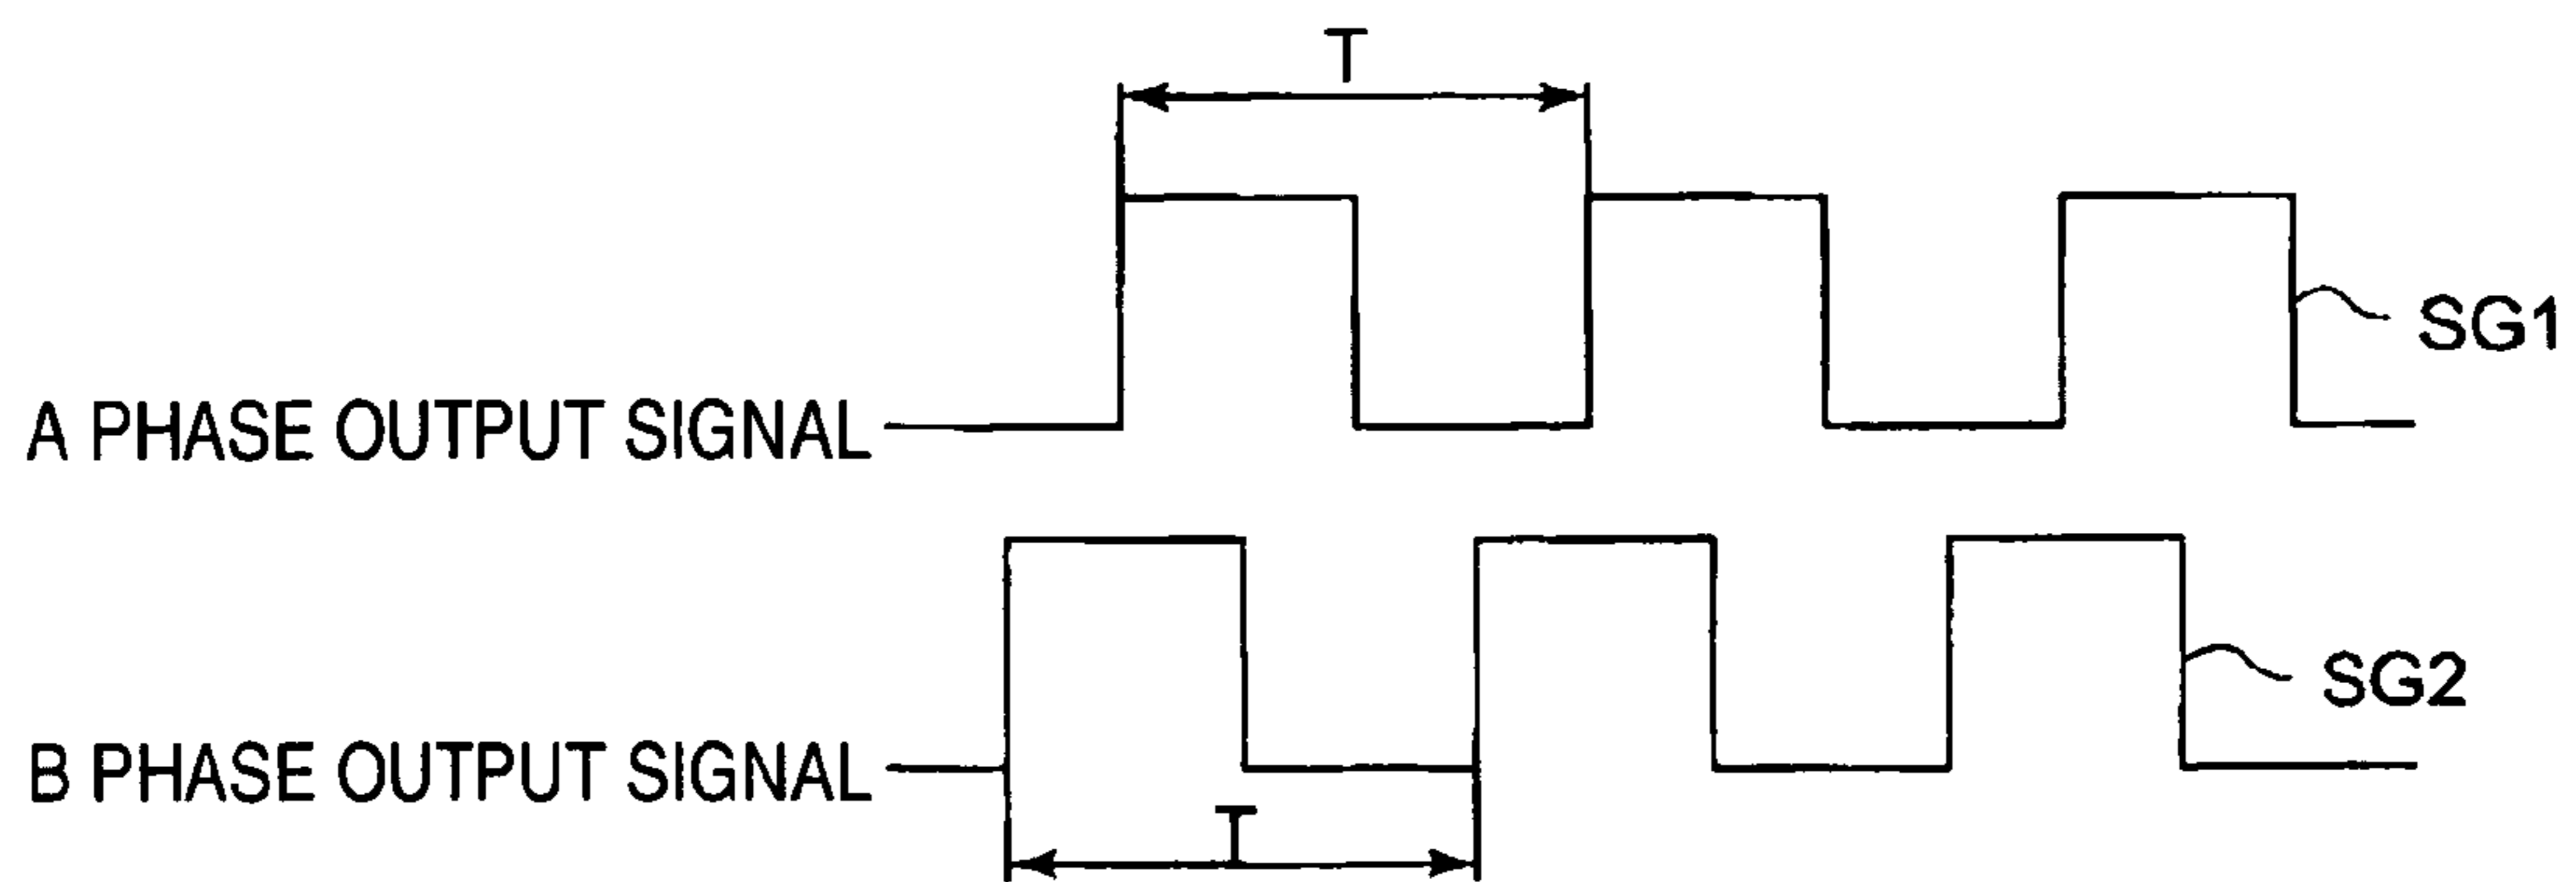 T
SG1
A PHASE OUTPUT SIGNAL
SG2
B PHASE OUTPUT SIGNAL
T